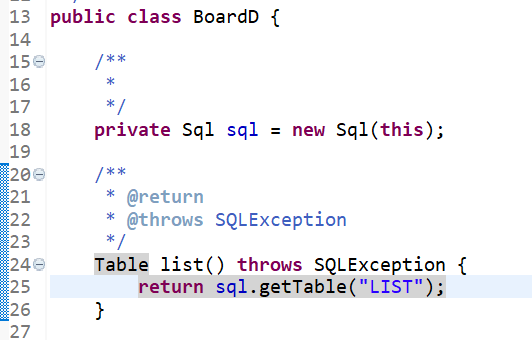 13 public class BoardD {
14
15 /**
16 *
17 */
18 private Sql sql = new Sql(this);
19
20 /**
21 * @return
22 * @throws SQLException
23 */
24 Table list() throws SQLException {
25 return sql.getTable("LIST");
26 }
27